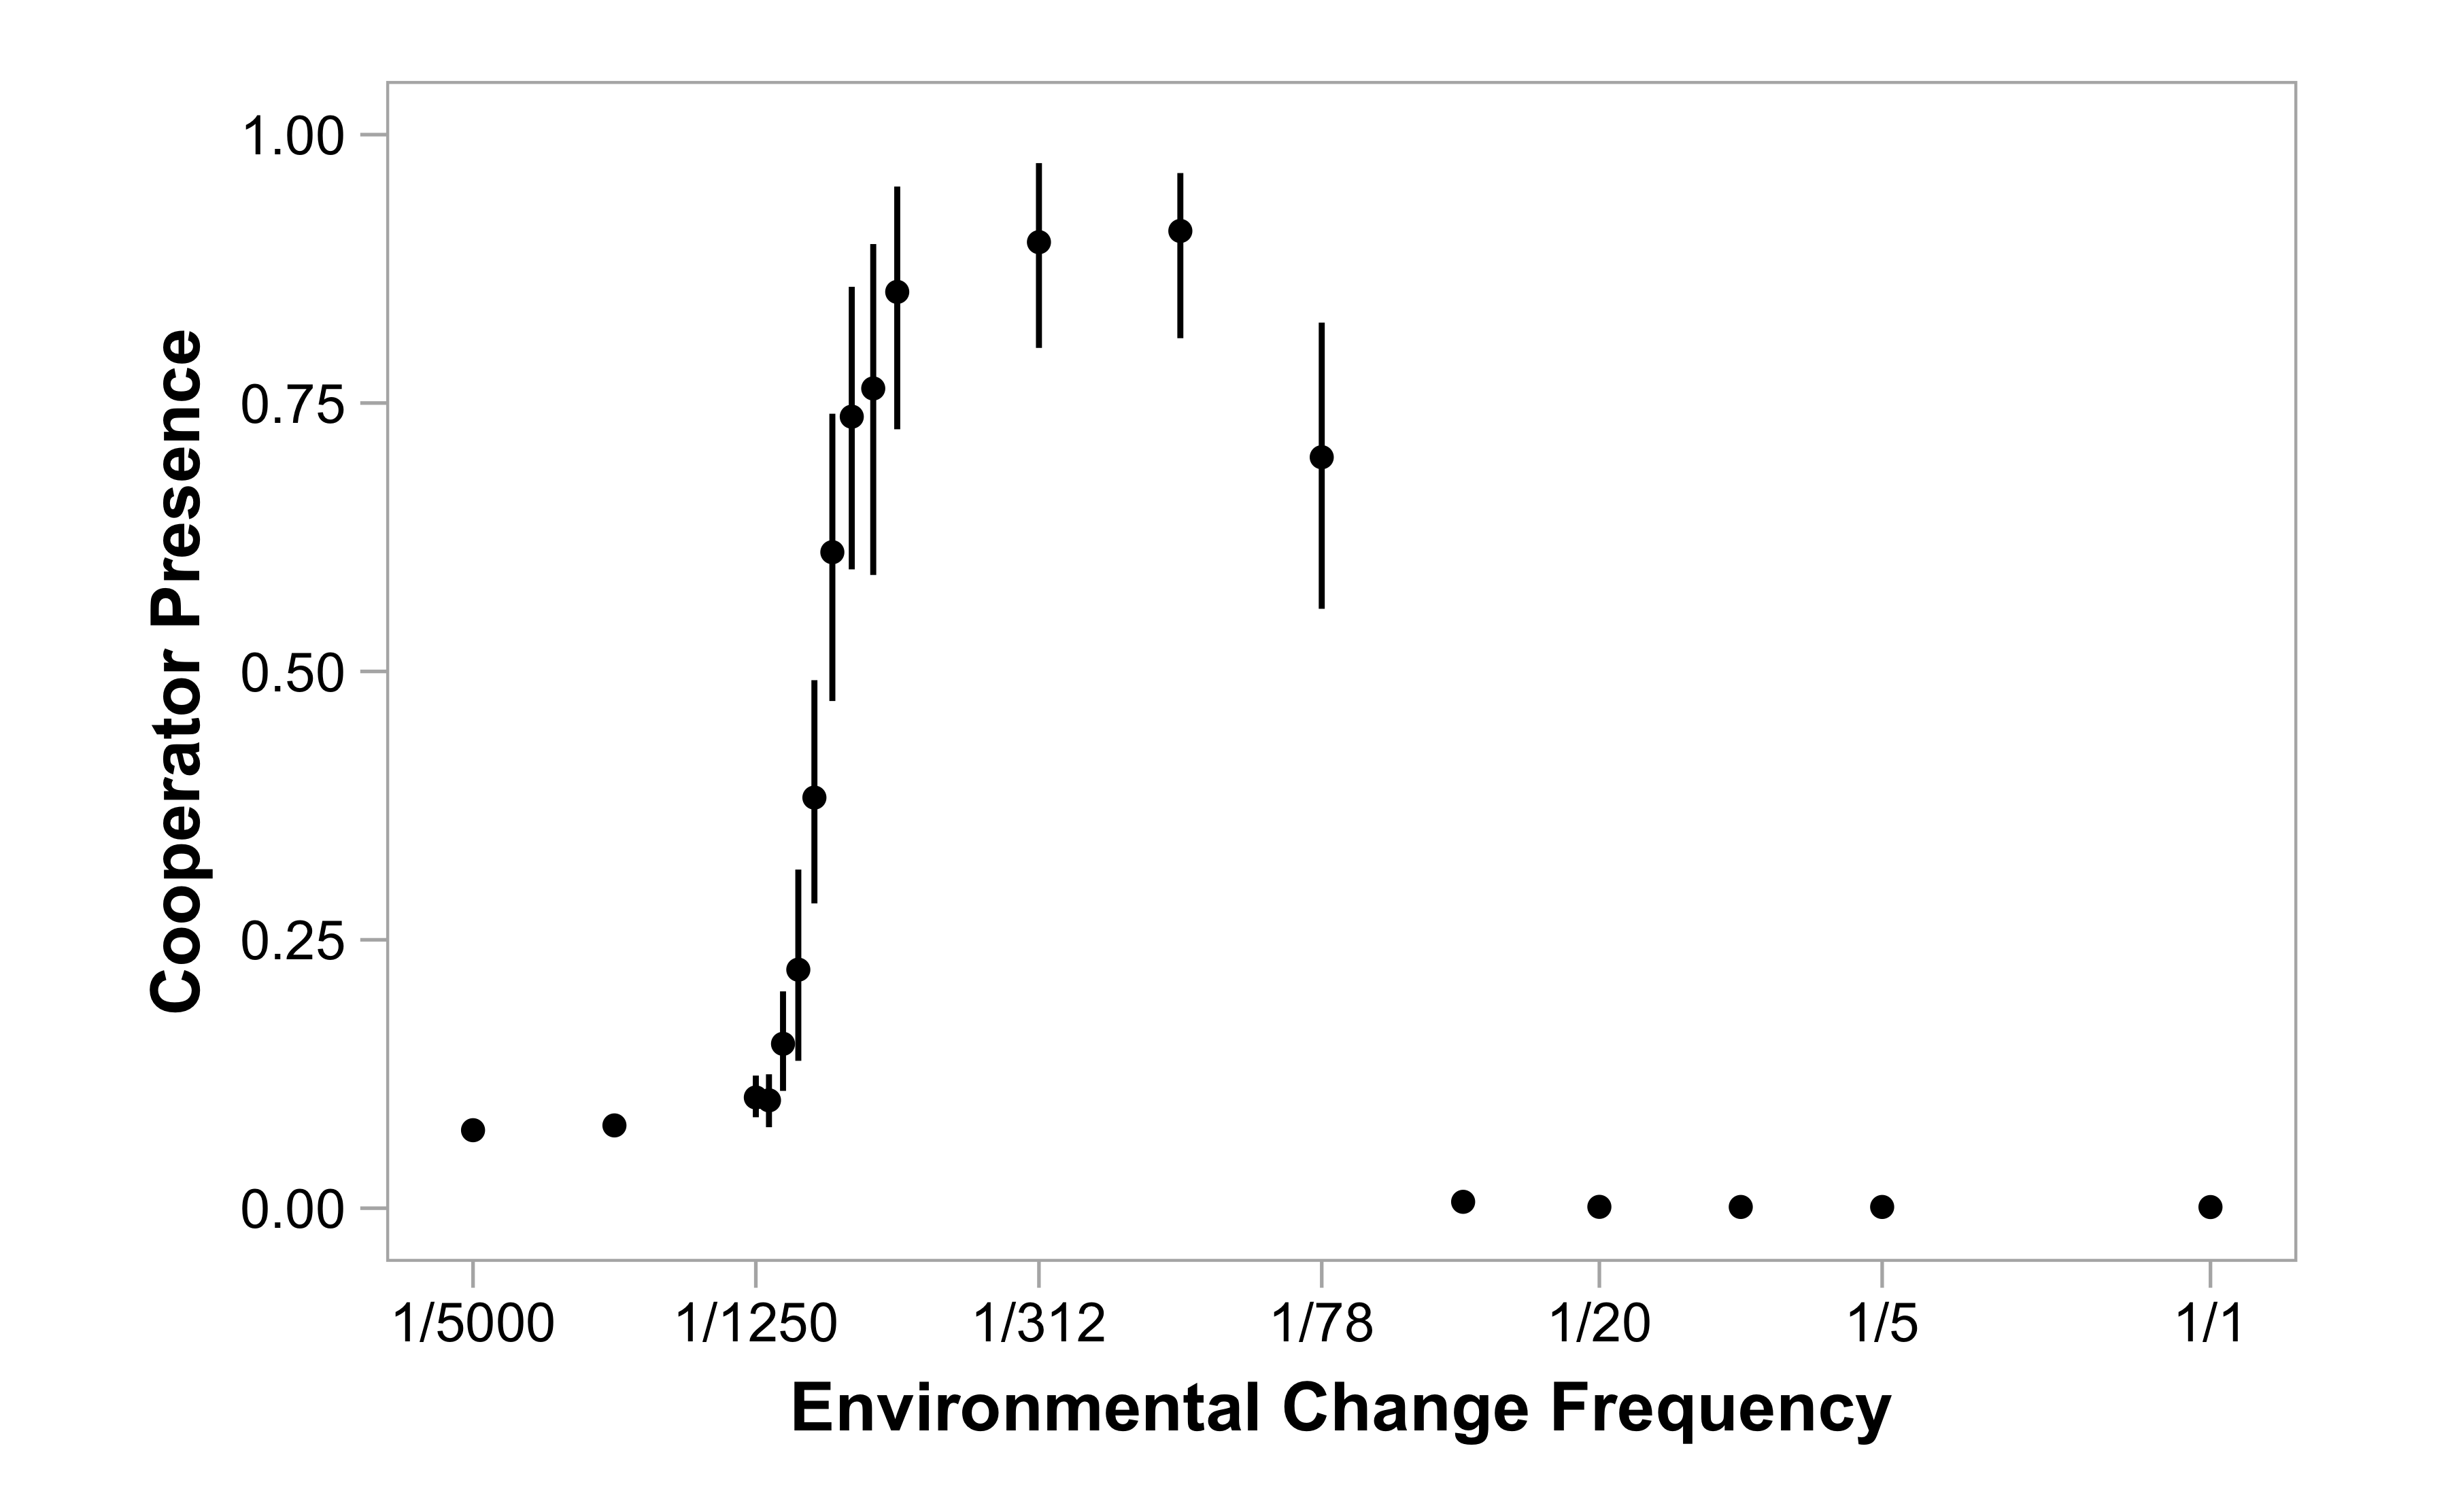 1.00
0.75
0.50
0.25
0.00
Cooperator Presence
1/5000 1/1250 1/312 1/78 1/20 1/5 1/1
Environmental Change Frequency